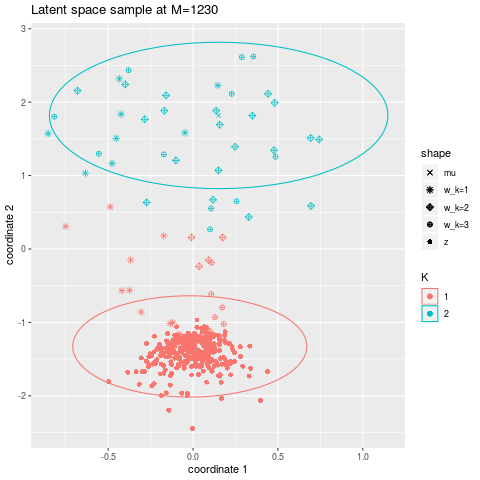 Latent space sample at M=1230
3
2
1
0
-1
-2
coordinate 2
-0.5 0.0 0.5 1.0
coordinate 1
shape
mu
w_k=1
w_k=2
w_k=3
z
K
1
2